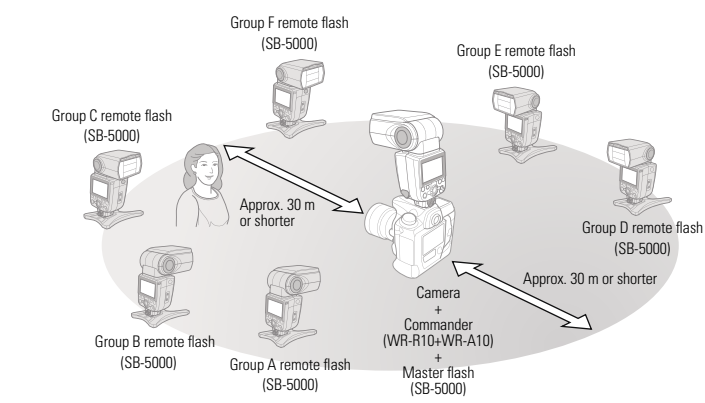 Group F remote flash
(SB-5000)
Group E remote flash
(SB-5000)
Group C remote flash
(SB-5000)
Approx. 30 m
or shorter
Group D remote flash
(SB-5000)
Approx. 30 m or shorter
Camera
+
Commander
(WR-R10+WR-A10)
+
Master flash
(SB-5000)
Group B remote flash
(SB-5000)
Group A remote flash
(SB-5000)